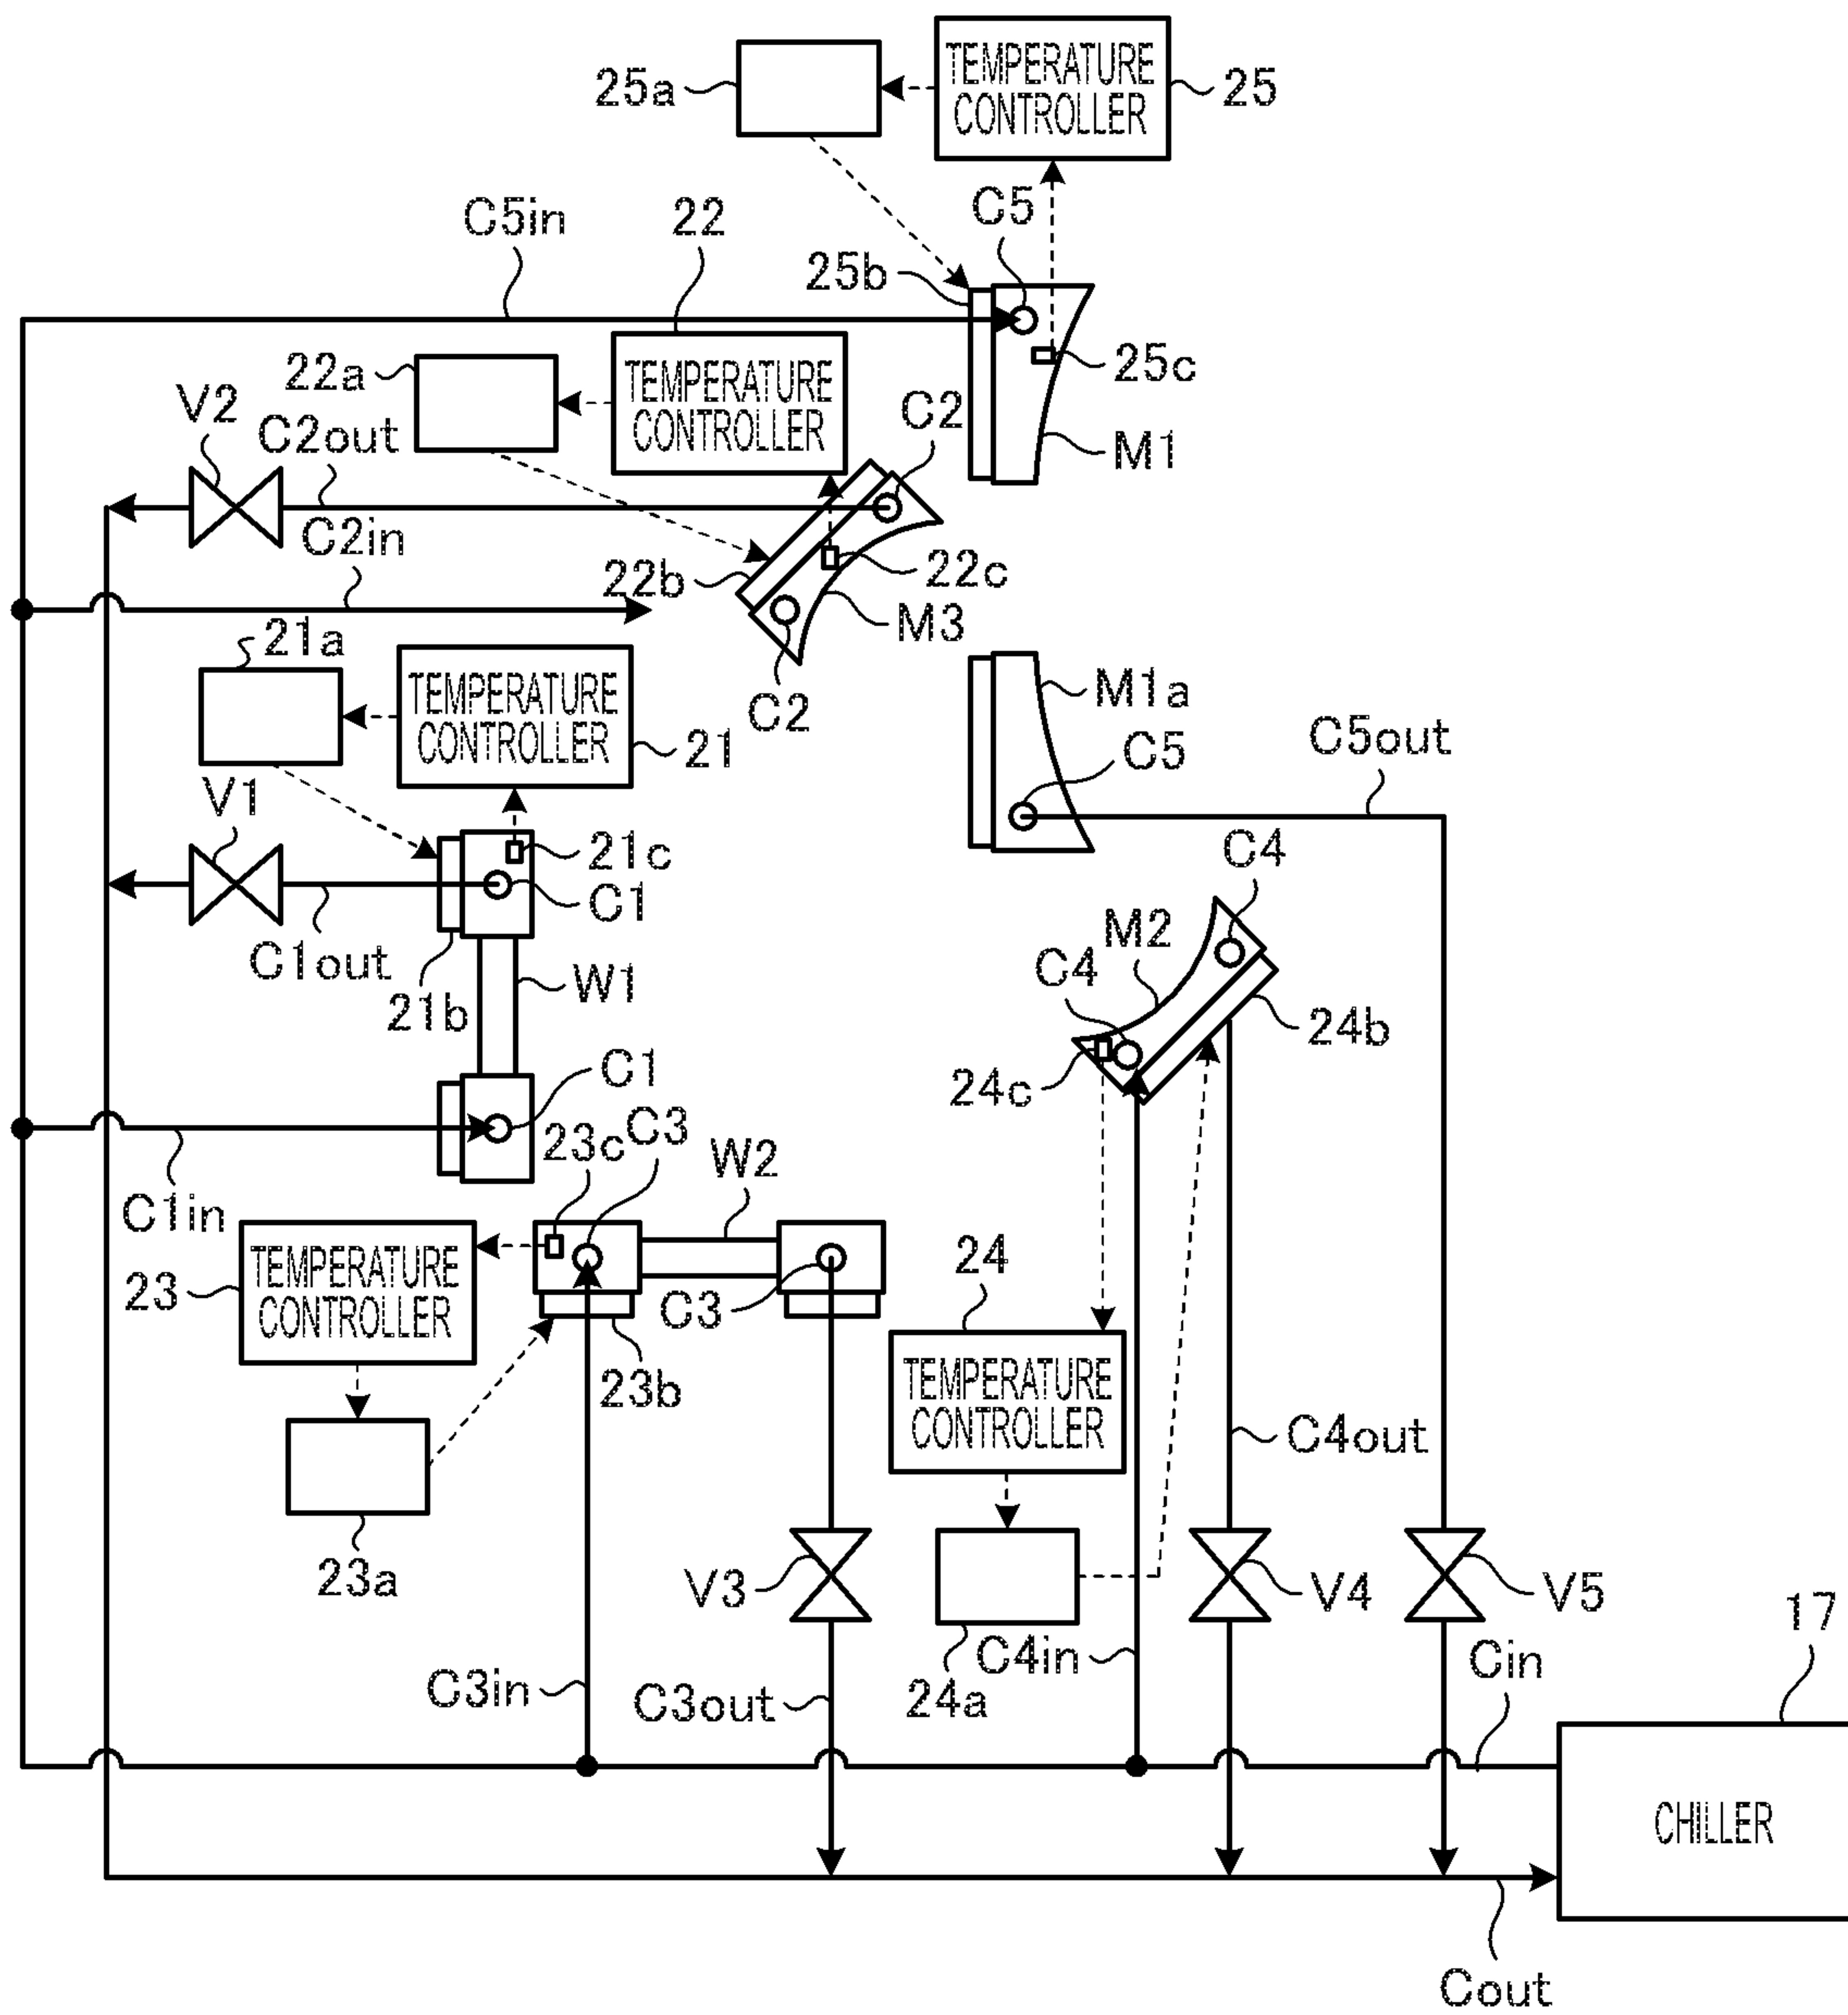 TEMPERATURE
CONTROLLER
25a
25
C5in
22
C5
25b
22a
TEMPERATURE
CONTROLLER
25c
V2
C2out
C2
M1
C2in
22b
22c
M3
21a
TEMPERATURE
CONTROLLER
M1a
C2
21
C5out
C5
V1
21c
C4
C1
M2
C1out
W1
C4
21b
24b
C1
24c
23c
C3
W2
C1in
TEMPERATURE
CONTROLLER
23
24
C3
23b
TEMPERATURE
CONTROLLER
C4out
23a
V3
V4
V5
17
C3in
C3out
C4in
24a
Cin
CHILLER
Cout